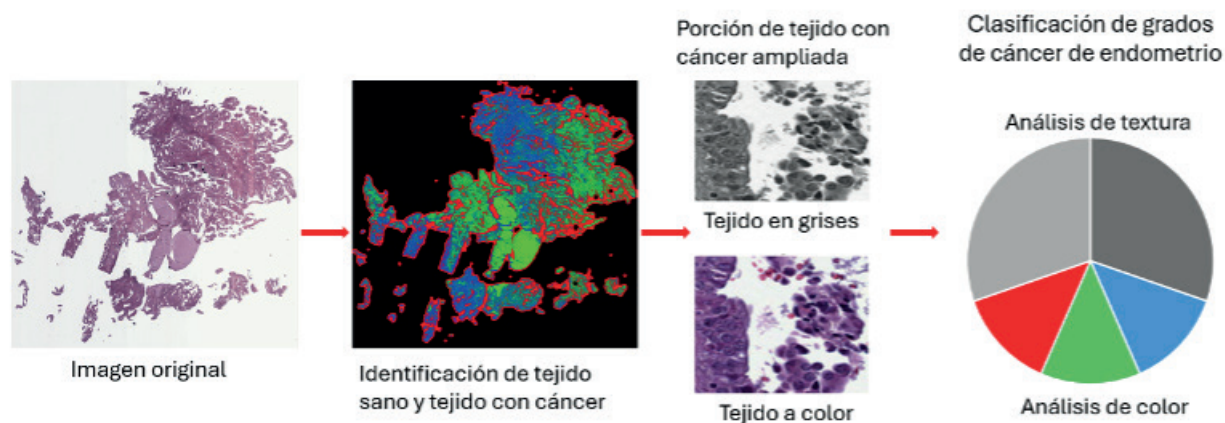 Imagen original
Identificación de tejido
sano y tejido con cáncer
Porción de tejido con
cáncer ampliada
Tejido en grises
Tejido a color
Clasificación de grados
de cáncer de endometrio
Análisis de textura
Análisis de color